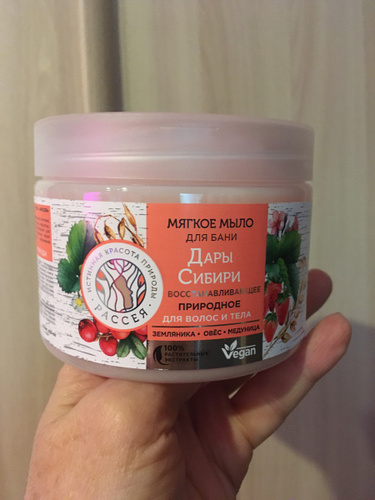 МЯГКОЕ МЫЛО
ДЛЯ БАНИ
ДАРЫ
СИБИРИ
ВОССТАНАВЛИВАЮЩЕЕ
ПРИРОДНОЕ
ДЛЯ ВОЛОС И ТЕЛА
ЗЕМЛЯНИКА • ОВЁС • МЕДУНИЦА
100%
РАСТИТЕЛЬНЫЕ
ЭКСТРАКТЫ
Vegan
ИСТИННАЯ КРАСОТА ПРИРОДЫ
РАССЕЯ